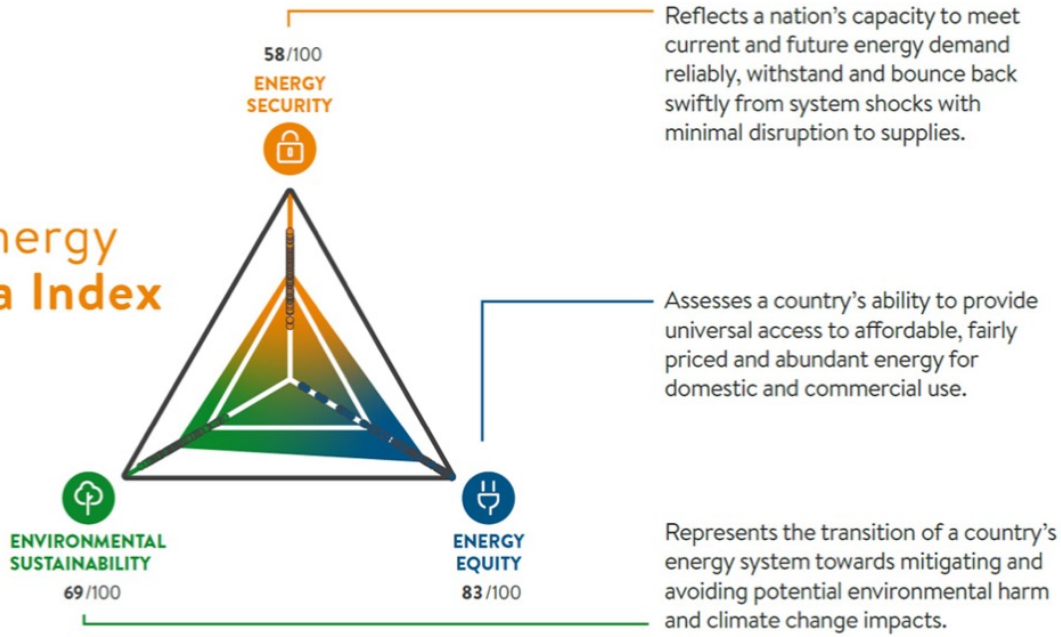 58/100
ENERGY
SECURITY
Reflects a nation's capacity to meet
current and future energy demand
reliably, withstand and bounce back
swiftly from system shocks with
minimal disruption to supplies.
nergy
a Index
Assesses a country's ability to provide
universal access to affordable, fairly
priced and abundant energy for
domestic and commercial use.
ENVIRONMENTAL
SUSTAINABILITY
69/100
ENERGY
EQUITY
83/100
Represents the transition of a country's
energy system towards mitigating and
avoiding potential environmental harm
and climate change impacts.